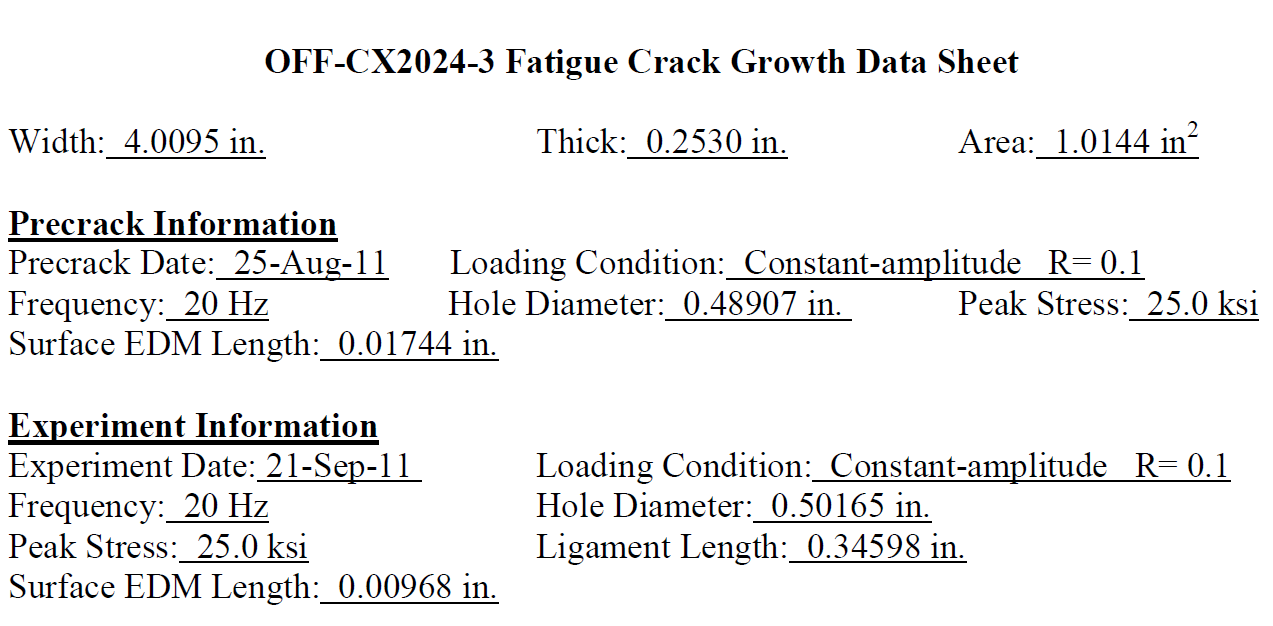 OFF-CX2024-3 Fatigue Crack Growth Data Sheet
Width: 4.0095 in. Thick: 0.2530 in. Area: 1.0144 in²
Precrack Information
Precrack Date: 25-Aug-11 Loading Condition: Constant-amplitude R= 0.1
Frequency: 20 Hz Hole Diameter: 0.48907 in. Peak Stress: 25.0 ksi
Surface EDM Length: 0.01744 in.
Experiment Information
Experiment Date: 21-Sep-11 Loading Condition: Constant-amplitude R= 0.1
Frequency: 20 Hz Hole Diameter: 0.50165 in.
Peak Stress: 25.0 ksi Ligament Length: 0.34598 in.
Surface EDM Length: 0.00968 in.